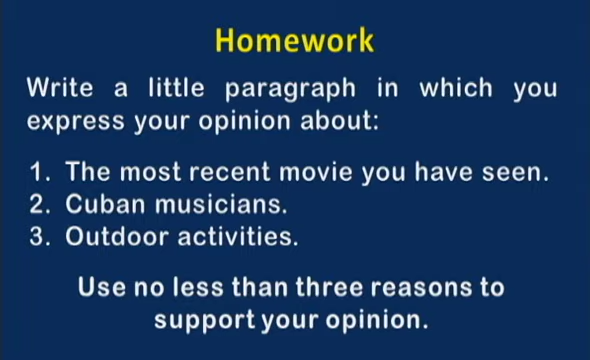 Homework
Write a little paragraph in which you
express your opinion about:
1. The most recent movie you have seen.
2. Cuban musicians.
3. Outdoor activities.
Use no less than three reasons to
support your opinion.